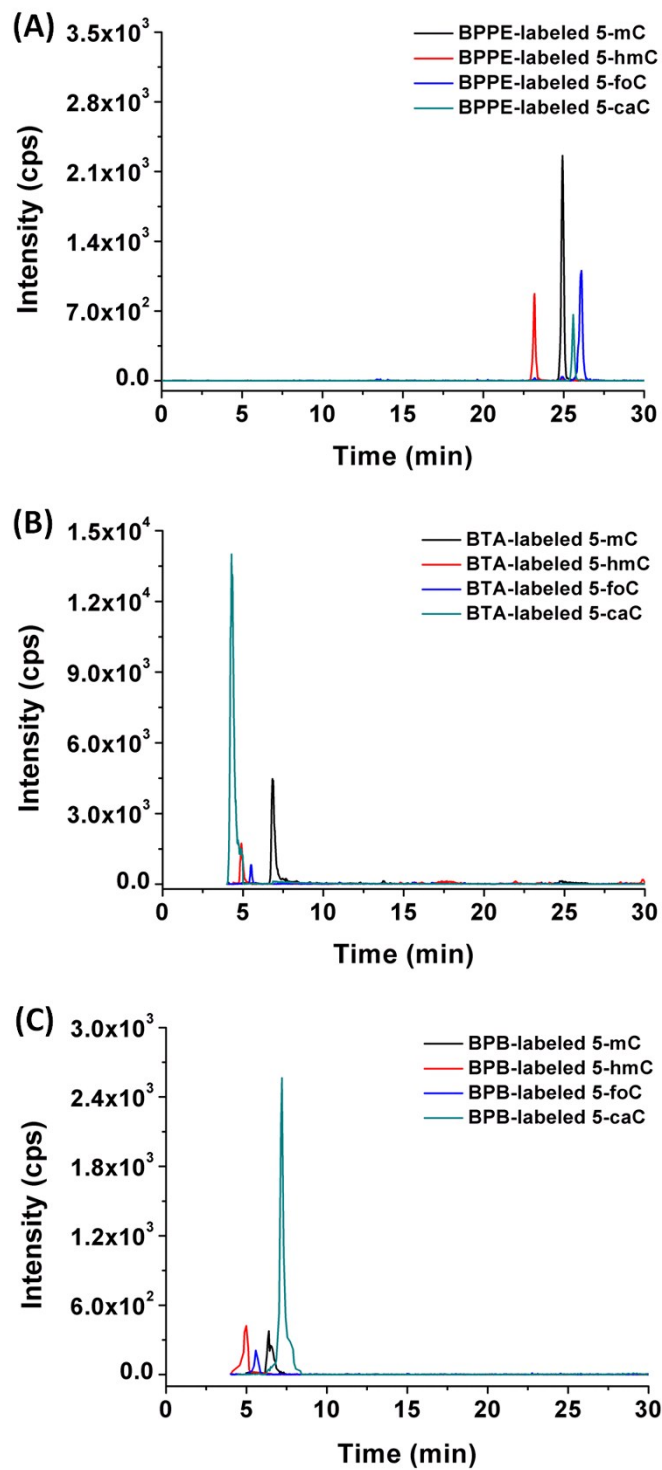 (A)
3.5x10³
2.8x10³
2.1x10³
1.4x10³
7.0x10²
0.0
Intensity (cps)
BPPE-labeled 5-mC
BPPE-labeled 5-hmC
BPPE-labeled 5-foC
BPPE-labeled 5-caC
0 5 10 15 20 25 30
Time (min)
(B)
1.5x10⁴
1.2x10⁴
9.0x10³
6.0x10³
3.0x10³
0.0
Intensity (cps)
BTA-labeled 5-mC
BTA-labeled 5-hmC
BTA-labeled 5-foC
BTA-labeled 5-caC
0 5 10 15 20 25 30
Time (min)
(C)
3.0x10³
2.4x10³
1.8x10³
1.2x10³
6.0x10²
0.0
Intensity (cps)
BPB-labeled 5-mC
BPB-labeled 5-hmC
BPB-labeled 5-foC
BPB-labeled 5-caC
0 5 10 15 20 25 30
Time (min)